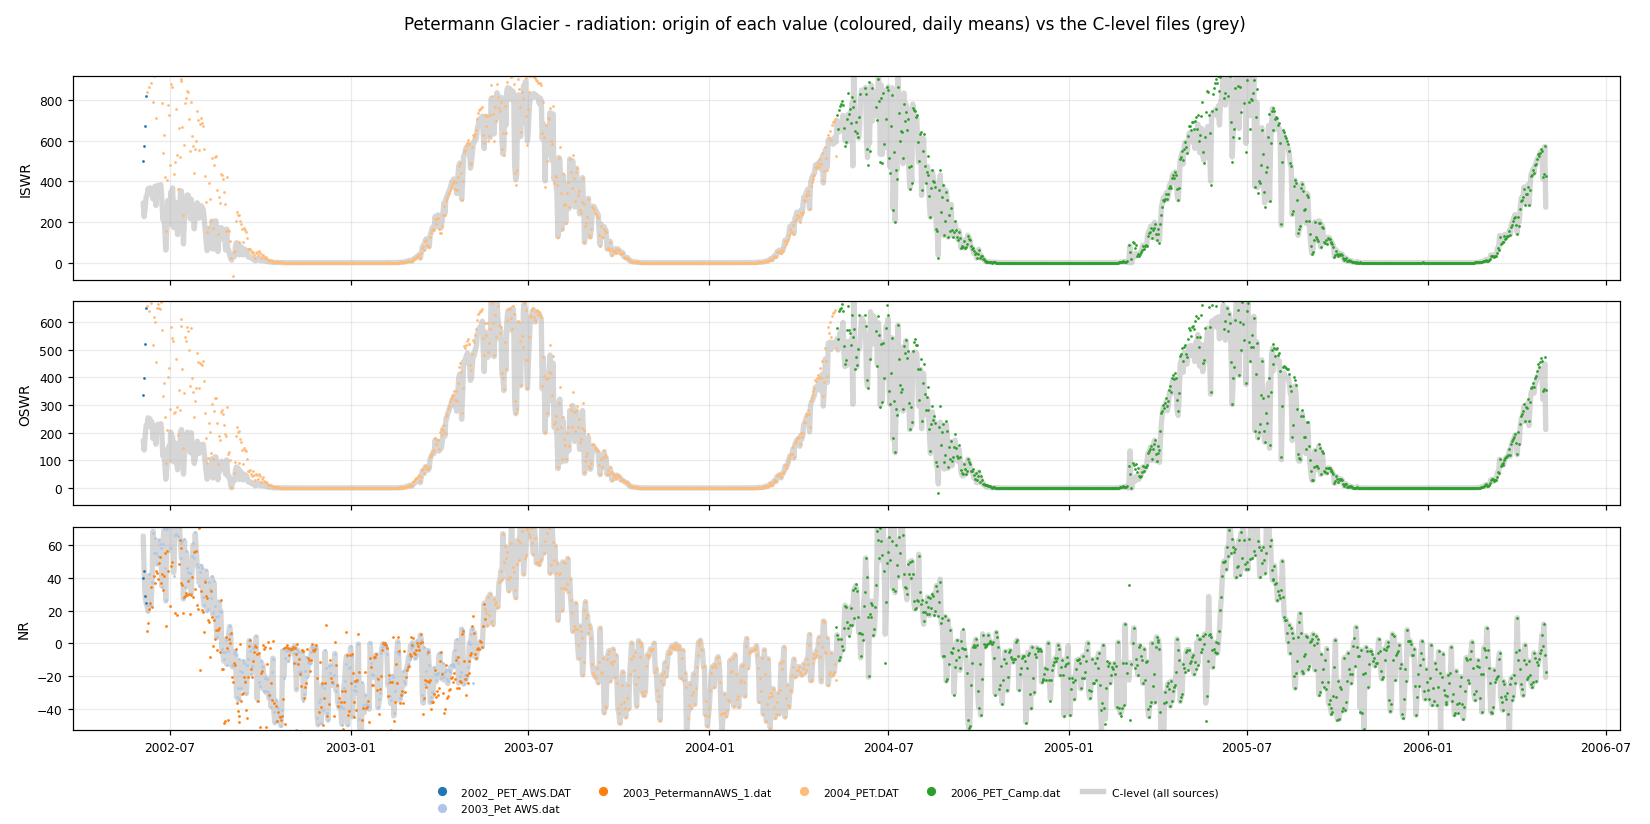 Petermann Glacier - radiation: origin of each value (coloured, daily means) vs the C-level files (grey)
ISWR
800
600
400
200
0
OSWR
600
500
400
300
200
100
0
NR
60
40
20
0
−20
−40
2002-07
2003-01
2003-07
2004-01
2004-07
2005-01
2005-07
2006-01
2006-07
2002_ PET_AWS.DAT
2003_PetermannAWS_1.dat
2004_PET.DAT
2006_PET_Camp.dat
C-level (all sources)
2003_Pet AWS.dat